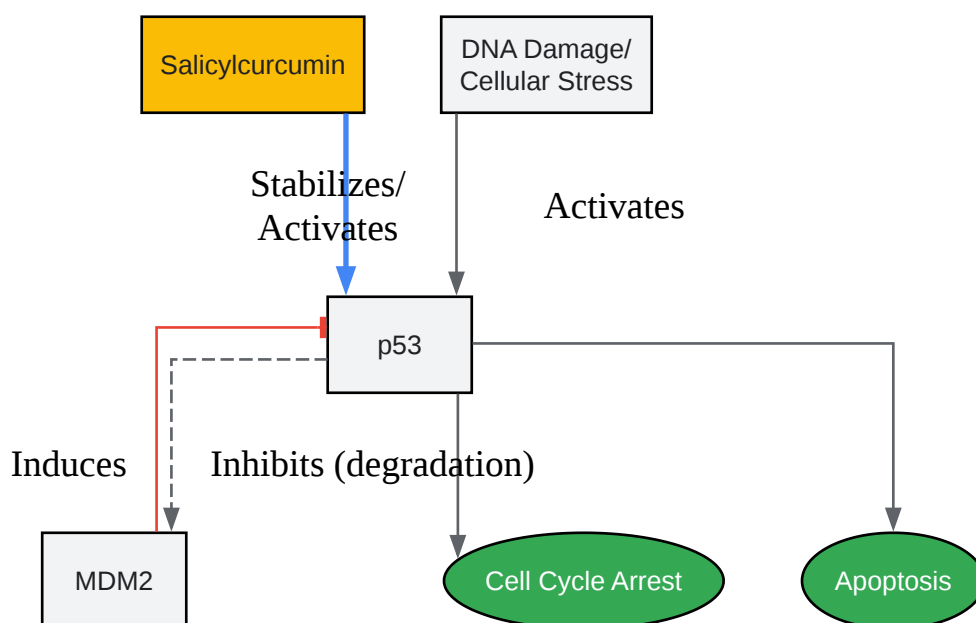 Salicylcurcumin
DNA Damage/
Cellular Stress
Stabilizes/
Activates
Activates
p53
Induces
Inhibits (degradation)
MDM2
Cell Cycle Arrest
Apoptosis